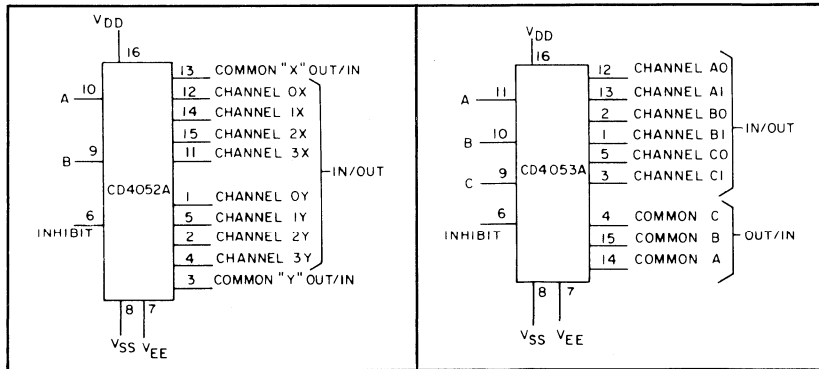 VDD
16
13 COMMON "X" OUT/IN
A 10
12 CHANNEL 0X
14 CHANNEL 1X
15 CHANNEL 2X
B 9
11 CHANNEL 3X
IN/OUT
CD4052A
1 CHANNEL 0Y
6
INHIBIT
5 CHANNEL 1Y
2 CHANNEL 2Y
4 CHANNEL 3Y
3 COMMON "Y" OUT/IN
8 7
VSS VEE
VDD
16
12 CHANNEL A0
A 11
13 CHANNEL A1
2 CHANNEL B0
IN/OUT
B 10
1 CHANNEL B1
5 CHANNEL C0
CD4053A
C 9
3 CHANNEL C1
6
INHIBIT
4 COMMON C
15 COMMON B
OUT/IN
14 COMMON A
8 7
VSS VEE